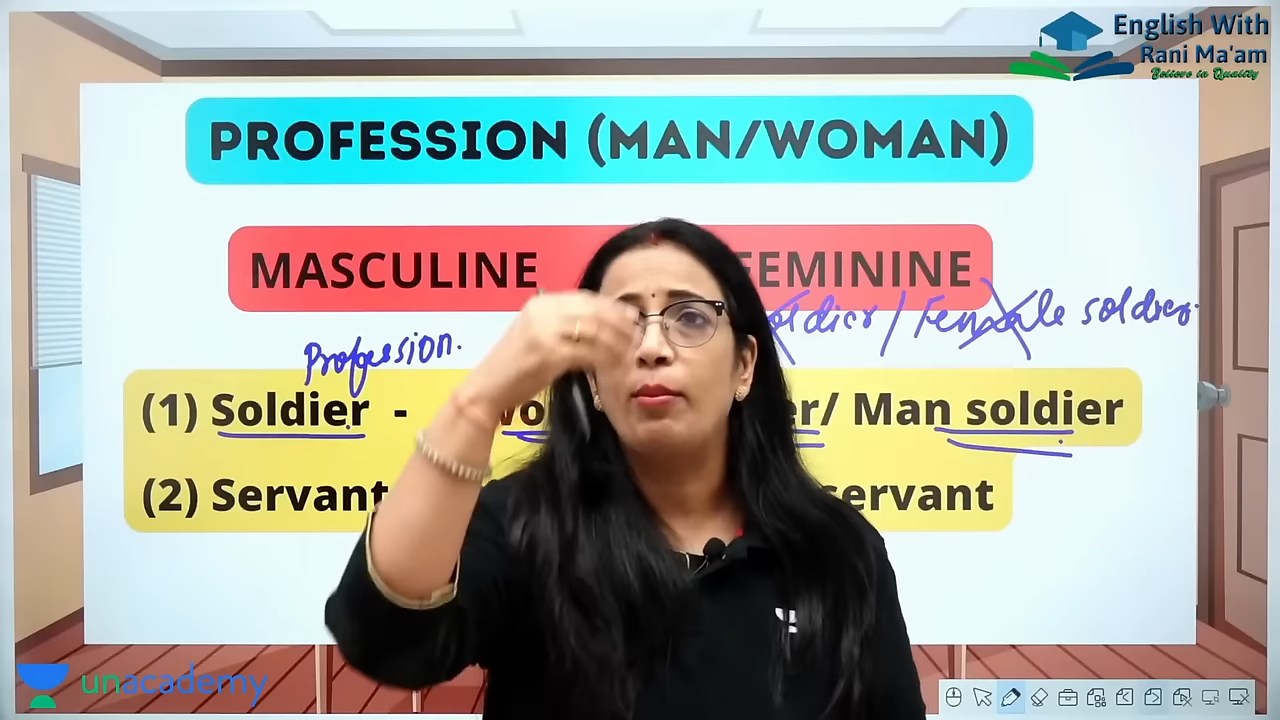 English With
Rani Ma'am
Believe in Quality
PROFESSION (MAN/WOMAN)
MASCULINE FEMININE
/ Female soldier.
Profession.
(1) Soldier - / Man soldier
(2) Servant servant
unacademy